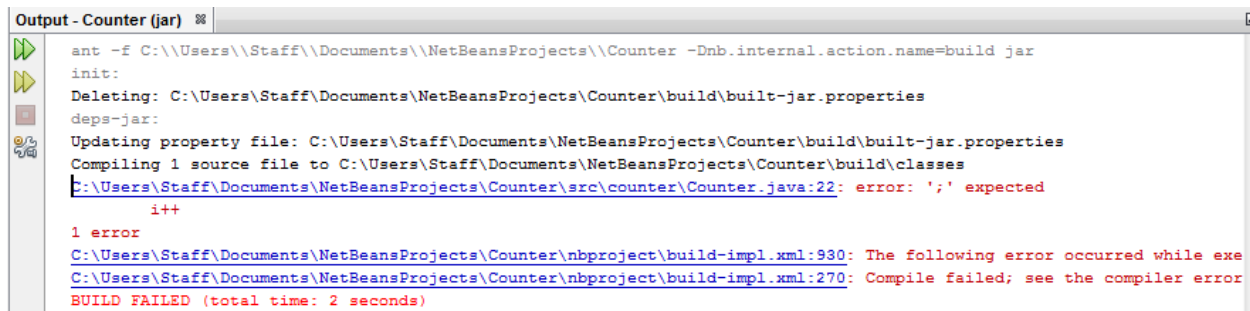 Output - Counter (jar)
ant -f C:\\Users\\Staff\\Documents\\NetBeansProjects\\Counter -Dnb.internal.action.name=build jar
init:
Deleting: C:\Users\Staff\Documents\NetBeansProjects\Counter\build\built-jar.properties
deps-jar:
Updating property file: C:\Users\Staff\Documents\NetBeansProjects\Counter\build\built-jar.properties
Compiling 1 source file to C:\Users\Staff\Documents\NetBeansProjects\Counter\build\classes
C:\Users\Staff\Documents\NetBeansProjects\Counter\src\counter\Counter.java:22: error: ';' expected
i++
1 error
C:\Users\Staff\Documents\NetBeansProjects\Counter\nbproject\build-impl.xml:930: The following error occurred while exe
C:\Users\Staff\Documents\NetBeansProjects\Counter\nbproject\build-impl.xml:270: Compile failed; see the compiler error
BUILD FAILED (total time: 2 seconds)